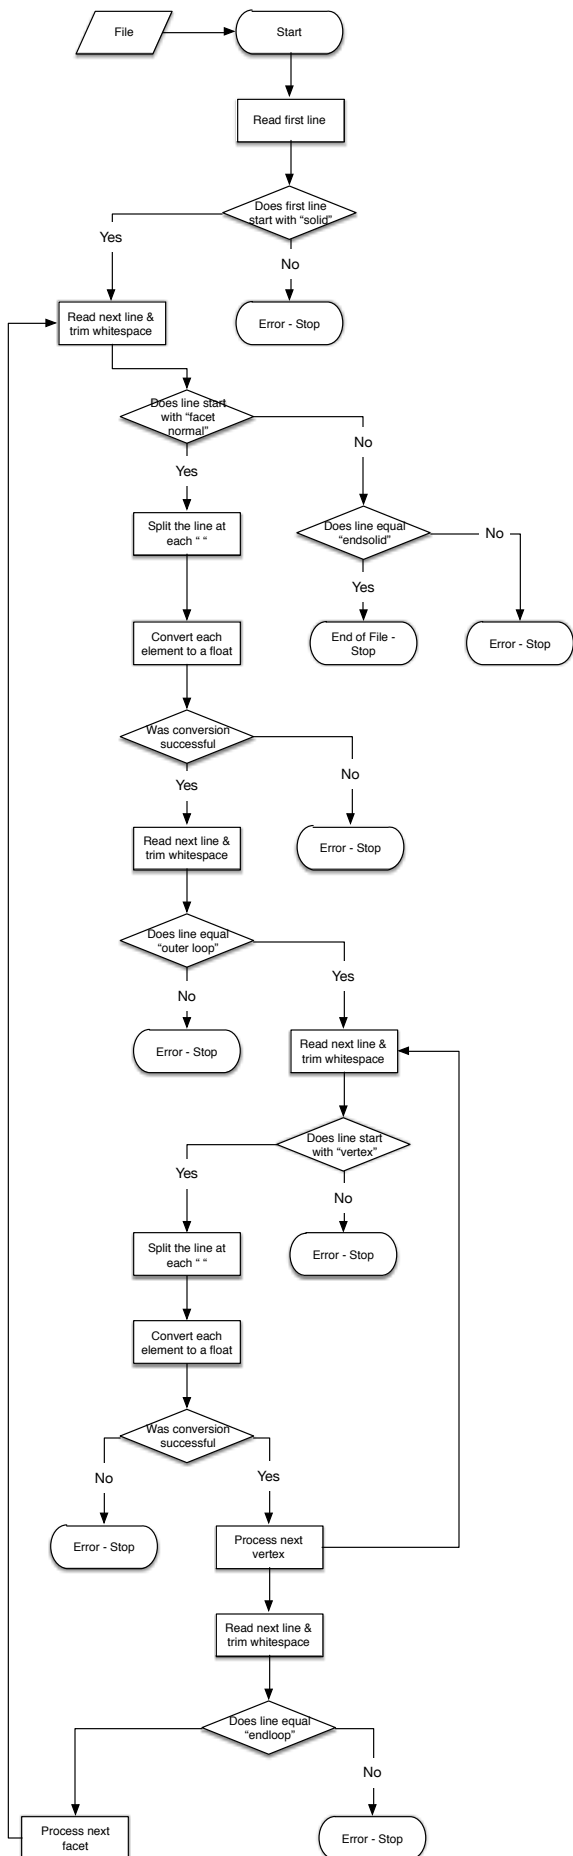 File
Start
Read first line
Does first line
start with “solid”
Yes
No
Read next line &
trim whitespace
Error - Stop
Does line start
with “facet
normal”
No
Yes
Split the line at
each “ “
Does line equal
“endsolid”
No
Yes
Convert each
element to a float
End of File -
Stop
Error - Stop
Was conversion
successful
No
Yes
Read next line &
trim whitespace
Error - Stop
Does line equal
“outer loop”
Yes
No
Error - Stop
Read next line &
trim whitespace
Does line start
with “vertex”
Yes
No
Split the line at
each “ “
Error - Stop
Convert each
element to a float
Was conversion
successful
No
Yes
Error - Stop
Process next
vertex
Read next line &
trim whitespace
Does line equal
“endloop”
No
Process next
facet
Error - Stop